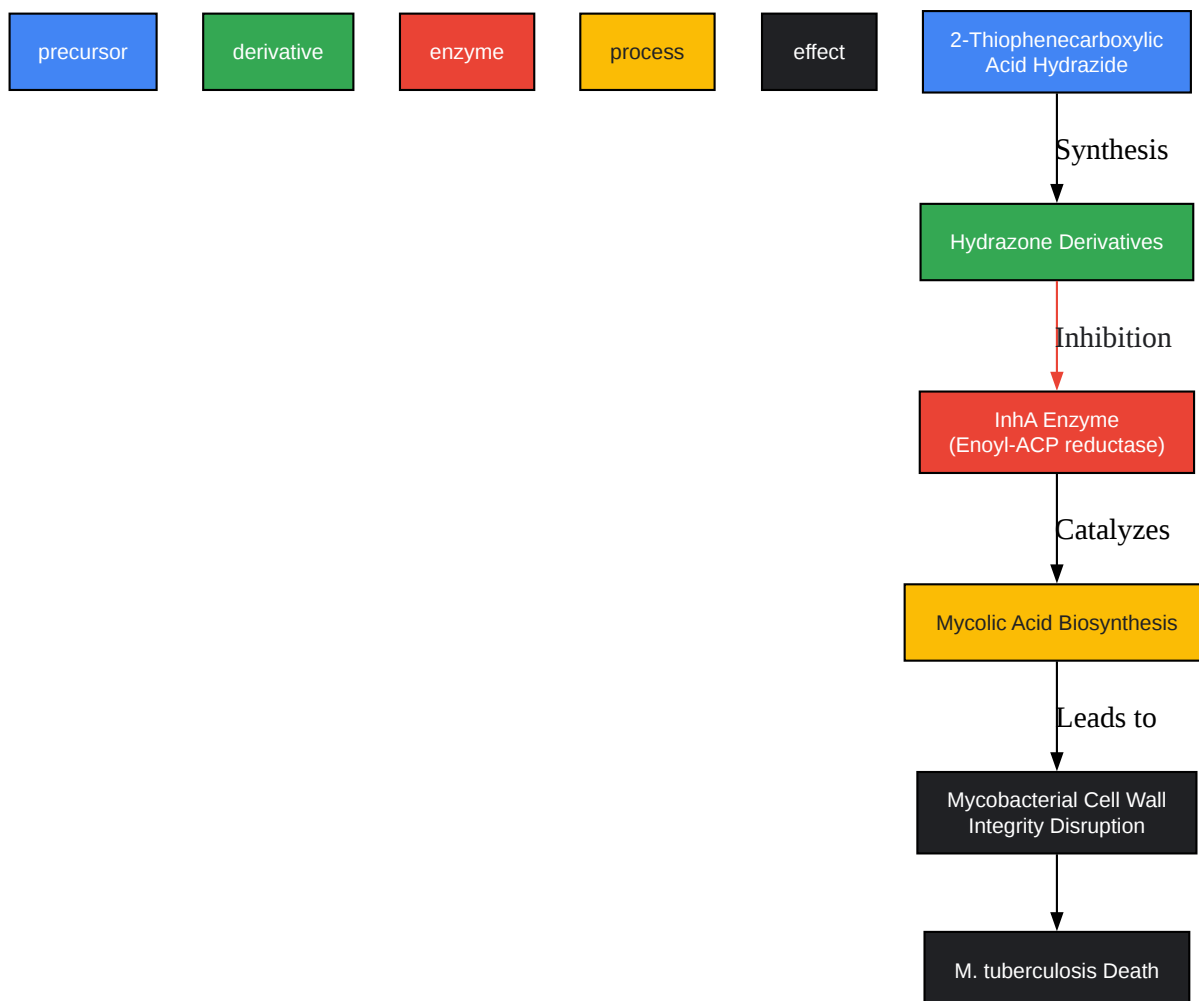 precursor
derivative
enzyme
process
effect
2-Thiophenecarboxylic
Acid Hydrazide
Synthesis
Hydrazone Derivatives
Inhibition
InhA Enzyme
(Enoyl-ACP reductase)
Catalyzes
Mycolic Acid Biosynthesis
Leads to
Mycobacterial Cell Wall
Integrity Disruption
M. tuberculosis Death